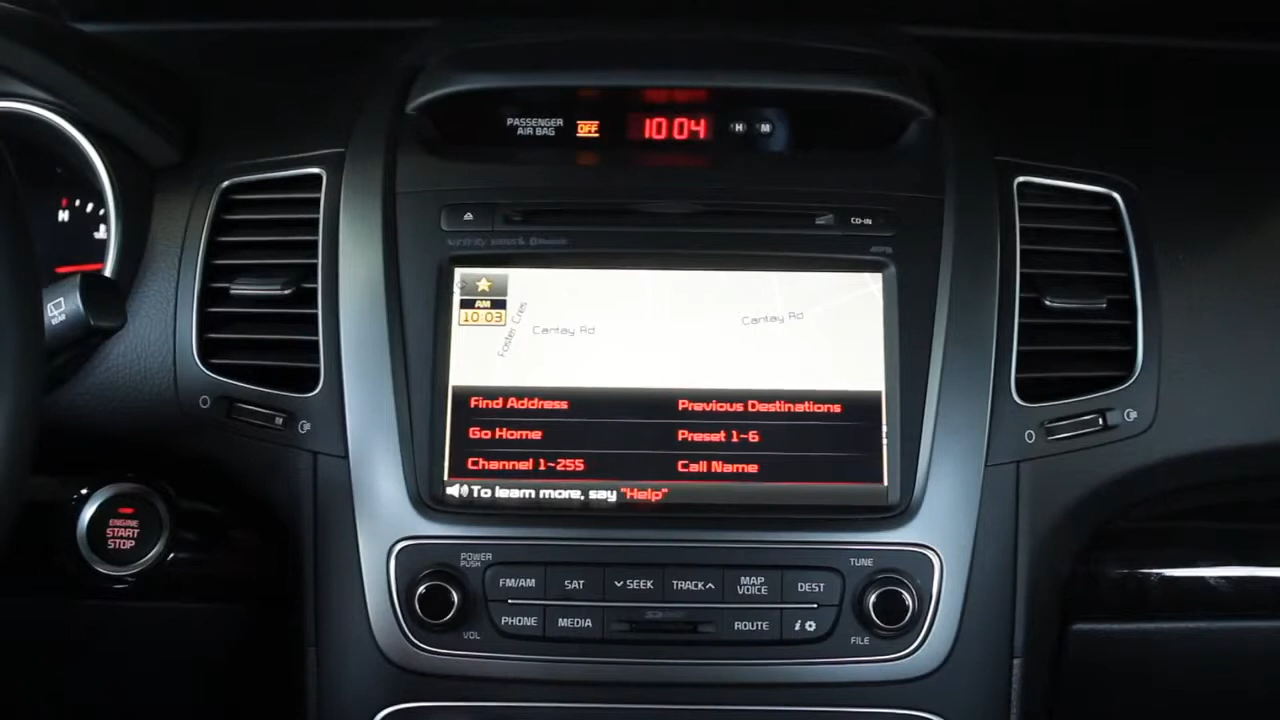 PASSENGER
AIR BAG
OFF
10 04
H
M
H
CD-IN
AM
10:03
Foster Cres
Cantay Rd
Cantay Rd
Find Address
Previous Destinations
Go Home
Preset 1~6
Channel 1~255
Call Name
To learn more, say "Help"
REAR
ENGINE
START
STOP
POWER
PUSH
VOL
FM/AM
SAT
SEEK
TRACK
MAP
VOICE
DEST
PHONE
MEDIA
ROUTE
i
TUNE
FILE